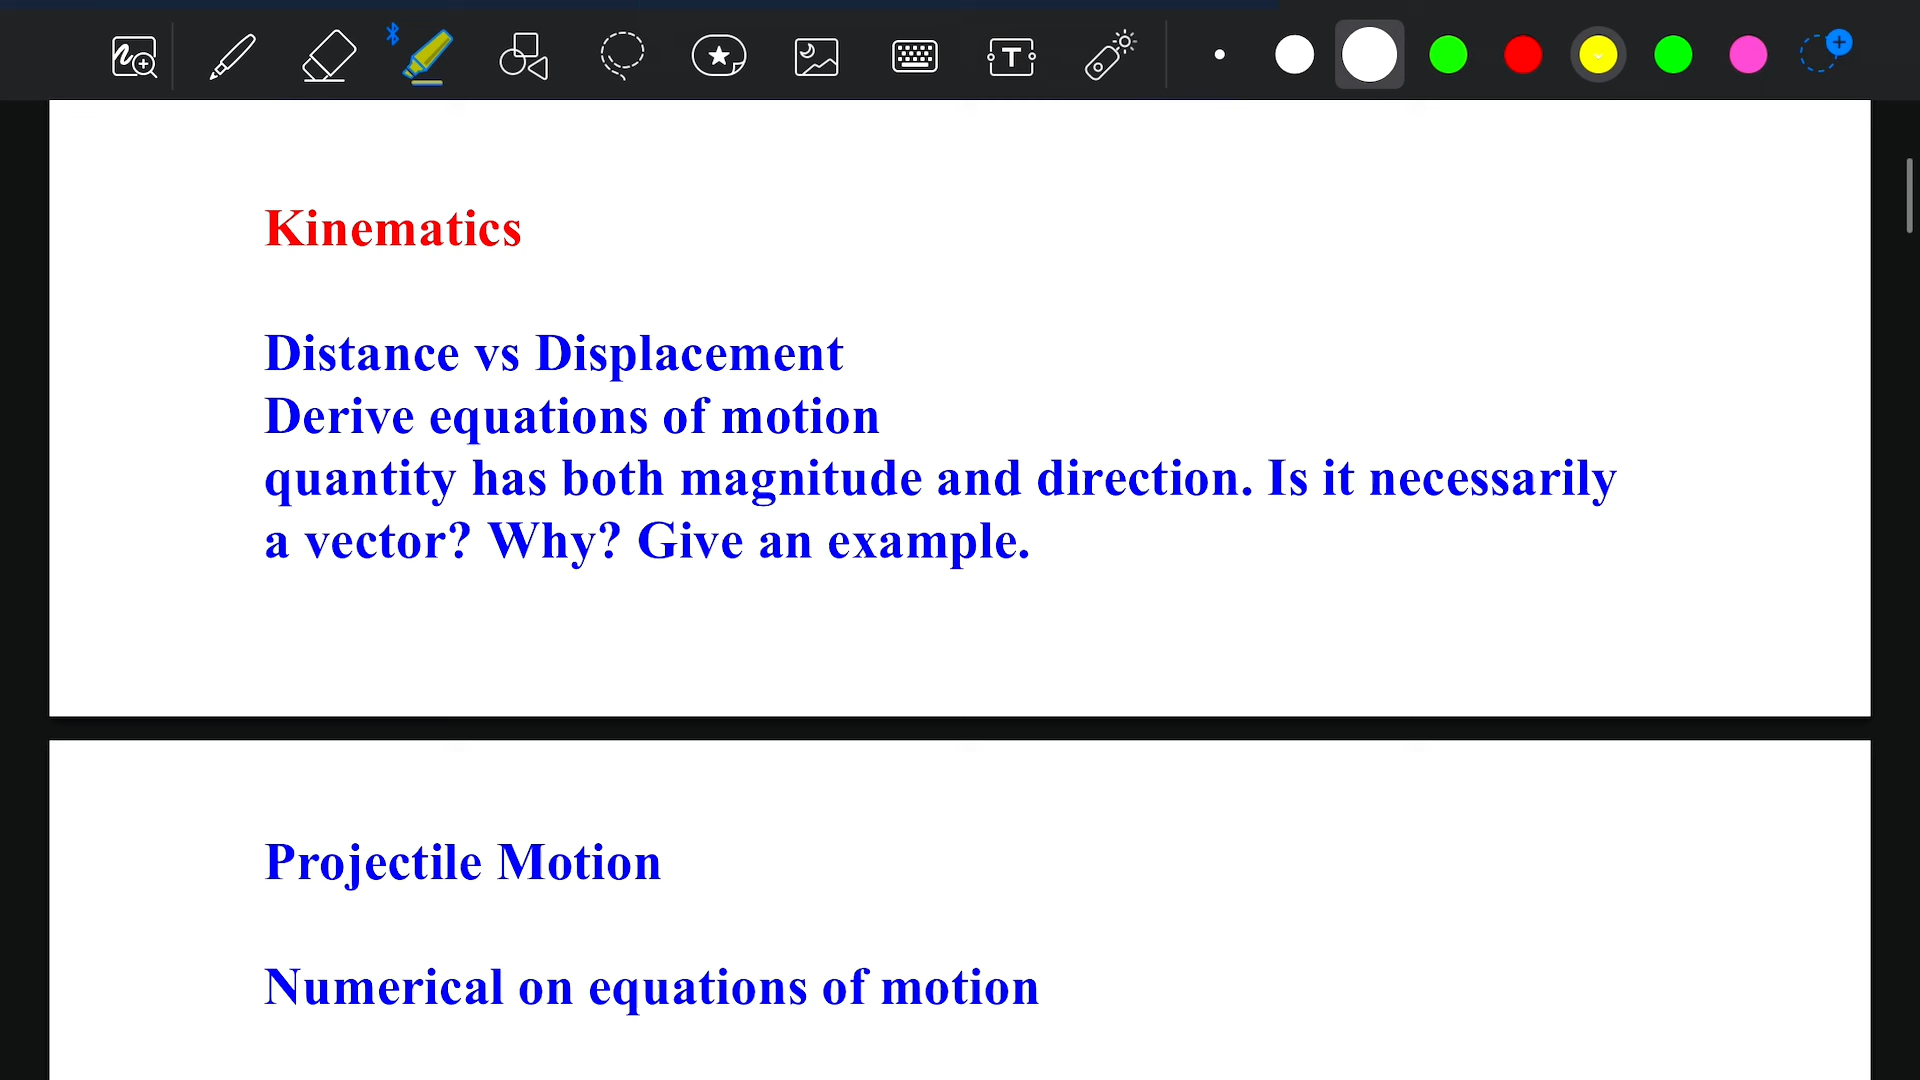 Kinematics
Distance vs Displacement
Derive equations of motion
quantity has both magnitude and direction. Is it necessarily
a vector? Why? Give an example.
Projectile Motion
Numerical on equations of motion